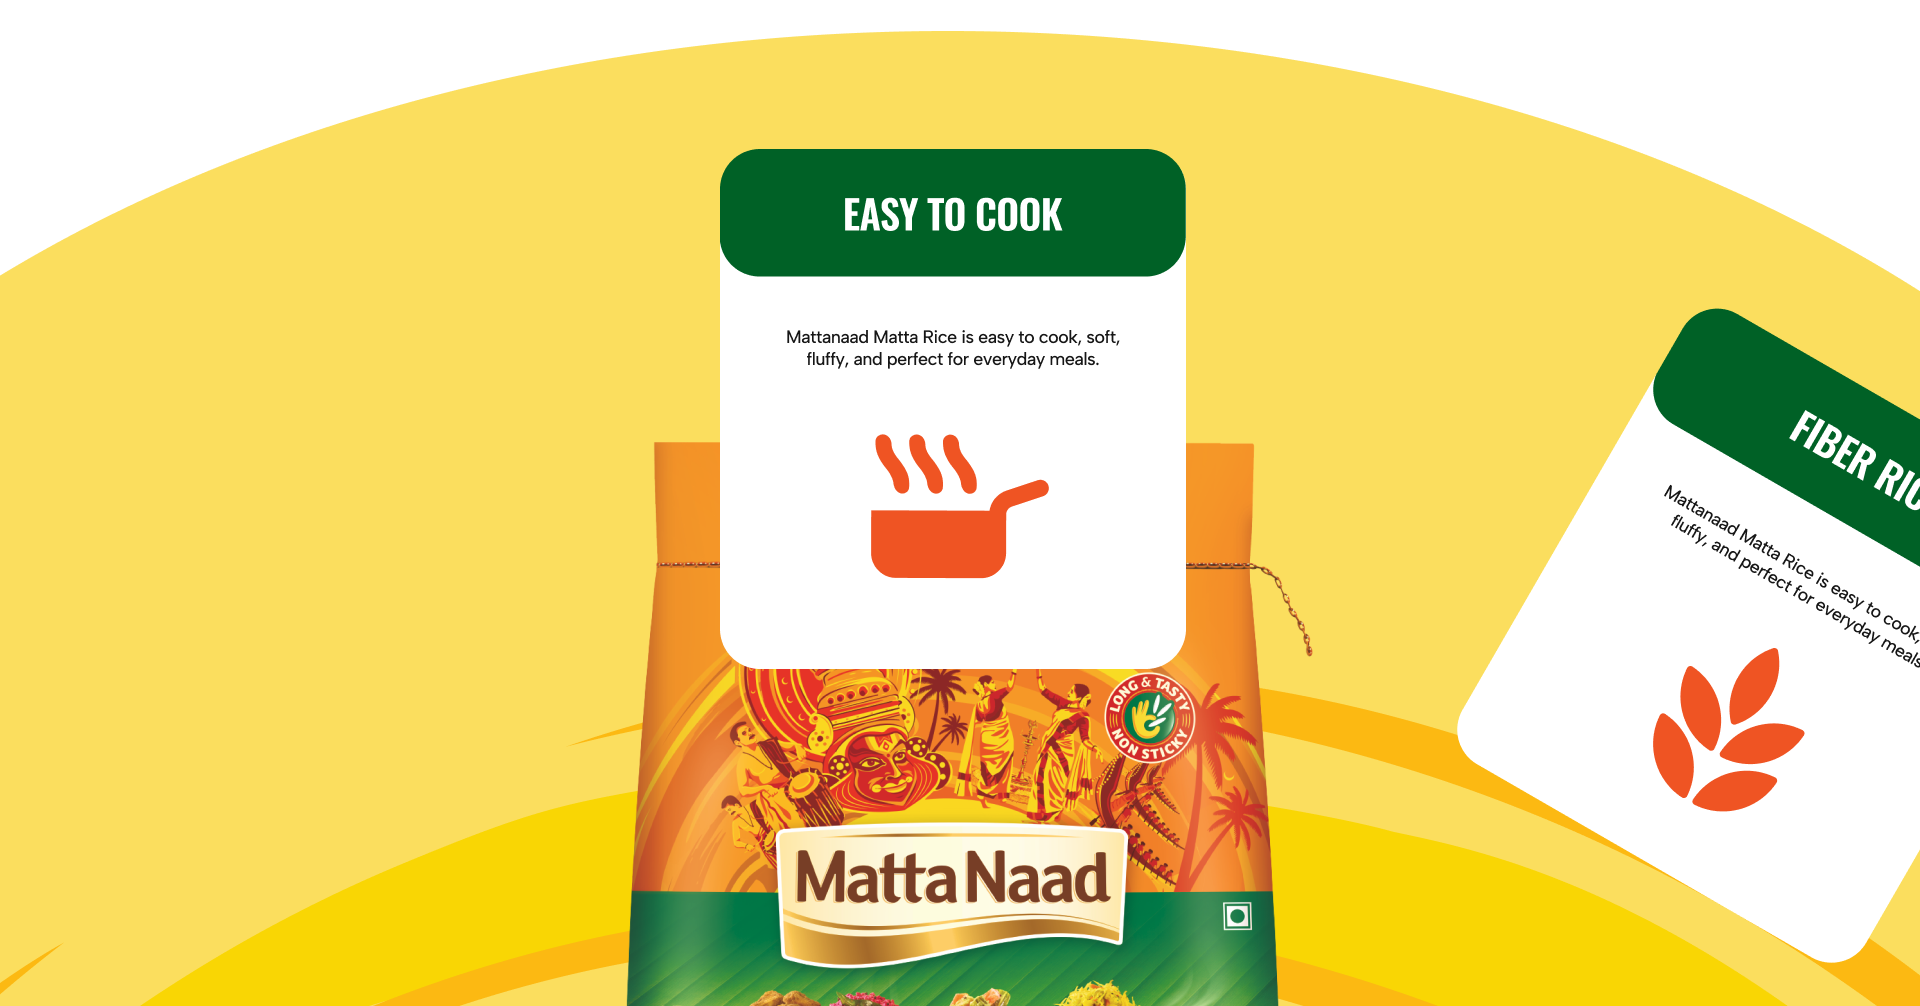 EASY TO COOK
Mattanaad Matta Rice is easy to cook, soft,
fluffy, and perfect for everyday meals.
FIBER
Mattanaad Matta Rice is easy to cook,
fluffy, and perfect for everyday meals
LONG & TASTY
NON STICKY
Matta Naad